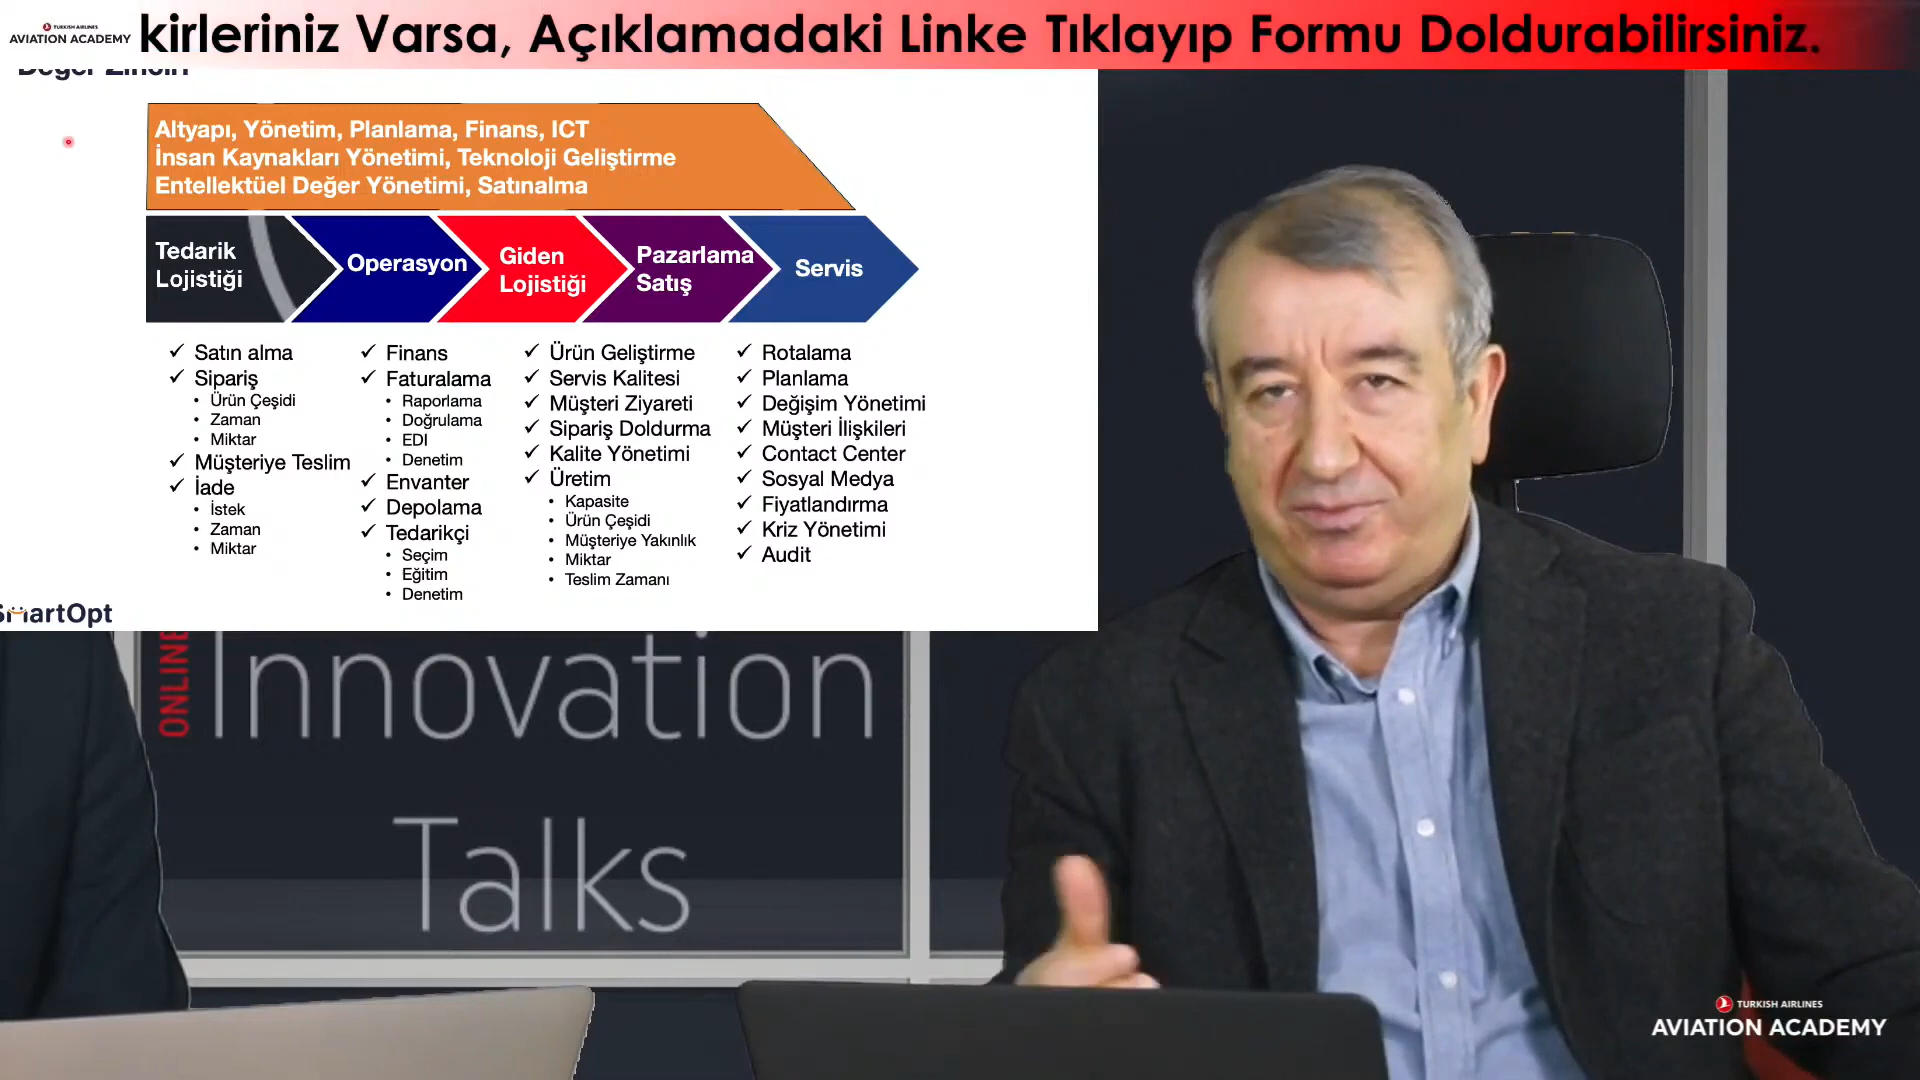 TURKISH AIRLINES
AVIATION ACADEMY
kirleriniz Varsa, Açıklamadaki Linke Tıklayıp Formu Doldurabilirsiniz.
Değer Zinciri
Altyapı, Yönetim, Planlama, Finans, ICT
İnsan Kaynakları Yönetimi, Teknoloji Geliştirme
Entellektüel Değer Yönetimi, Satınalma
Tedarik
Lojistiği
Operasyon
Giden
Lojistiği
Pazarlama
Satış
Servis
✓ Satın alma
✓ Sipariş
• Ürün Çeşidi
• Zaman
• Miktar
✓ Müşteriye Teslim
✓ İade
• İstek
• Zaman
• Miktar
✓ Finans
✓ Faturalama
• Raporlama
• Doğrulama
• EDI
• Denetim
✓ Envanter
✓ Depolama
✓ Tedarikçi
• Seçim
• Eğitim
• Denetim
✓ Ürün Geliştirme
✓ Servis Kalitesi
✓ Müşteri Ziyareti
✓ Sipariş Doldurma
✓ Kalite Yönetimi
✓ Üretim
• Kapasite
• Ürün Çeşidi
• Müşteriye Yakınlık
• Miktar
• Teslim Zamanı
✓ Rotalama
✓ Planlama
✓ Değişim Yönetimi
✓ Müşteri İlişkileri
✓ Contact Center
✓ Sosyal Medya
✓ Fiyatlandırma
✓ Kriz Yönetimi
✓ Audit
SmartOpt
ONLINE
Innovation
Talks
TURKISH AIRLINES
AVIATION ACADEMY